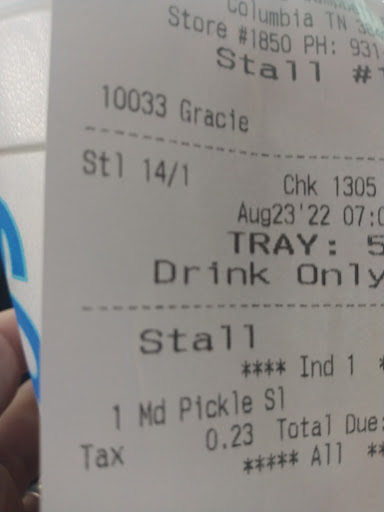 Columbia TN
Store #1850 PH: 931
Stall #
10033 Gracie
Stl 14/1
Chk 1305
Aug23'22 07:0
TRAY: 5
Drink Only
Stall
**** Ind 1 *
1 Md Pickle Sl
Tax 0.23 Total Due:
***** All **
S